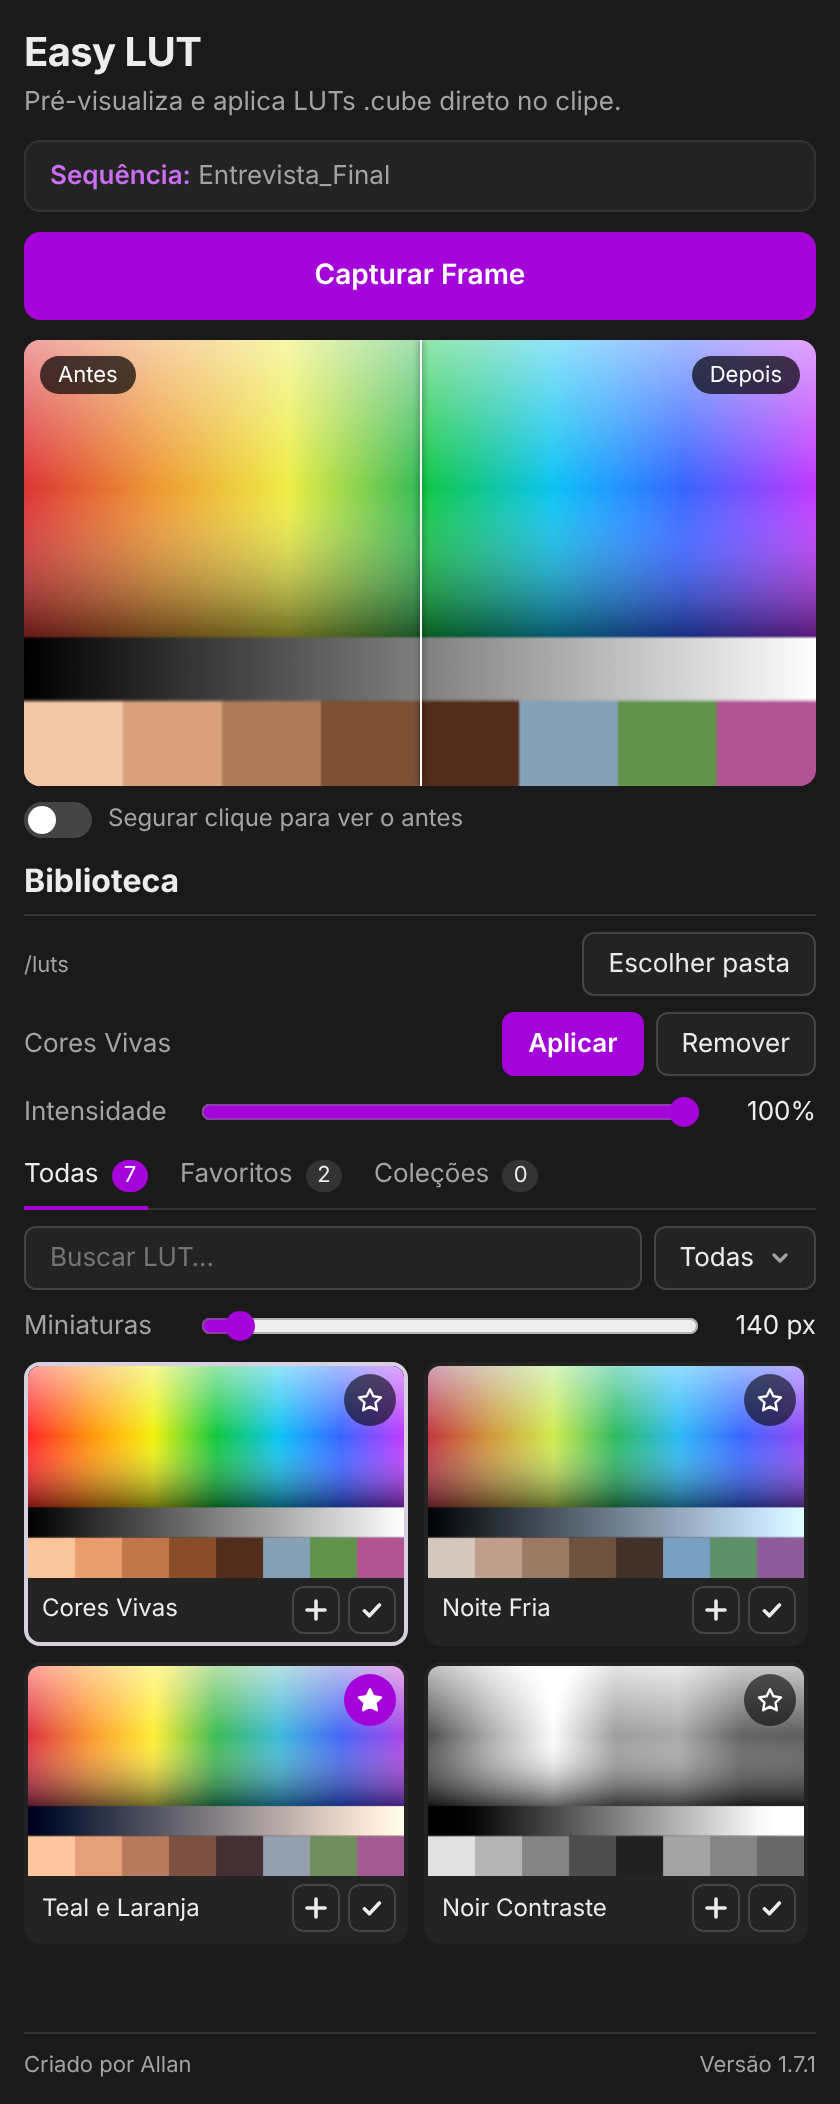 Easy LUT
Pré-visualiza e aplica LUTs .cube direto no clipe.
Sequência: Entrevista_Final
Capturar Frame
Antes
Depois
Segurar clique para ver o antes
Biblioteca
/luts
Escolher pasta
Cores Vivas
Aplicar
Remover
Intensidade
100%
Todas 7
Favoritos 2
Coleções 0
Buscar LUT...
Todas
Miniaturas
140 px
Cores Vivas
Noite Fria
Teal e Laranja
Noir Contraste
Criado por Allan
Versão 1.7.1